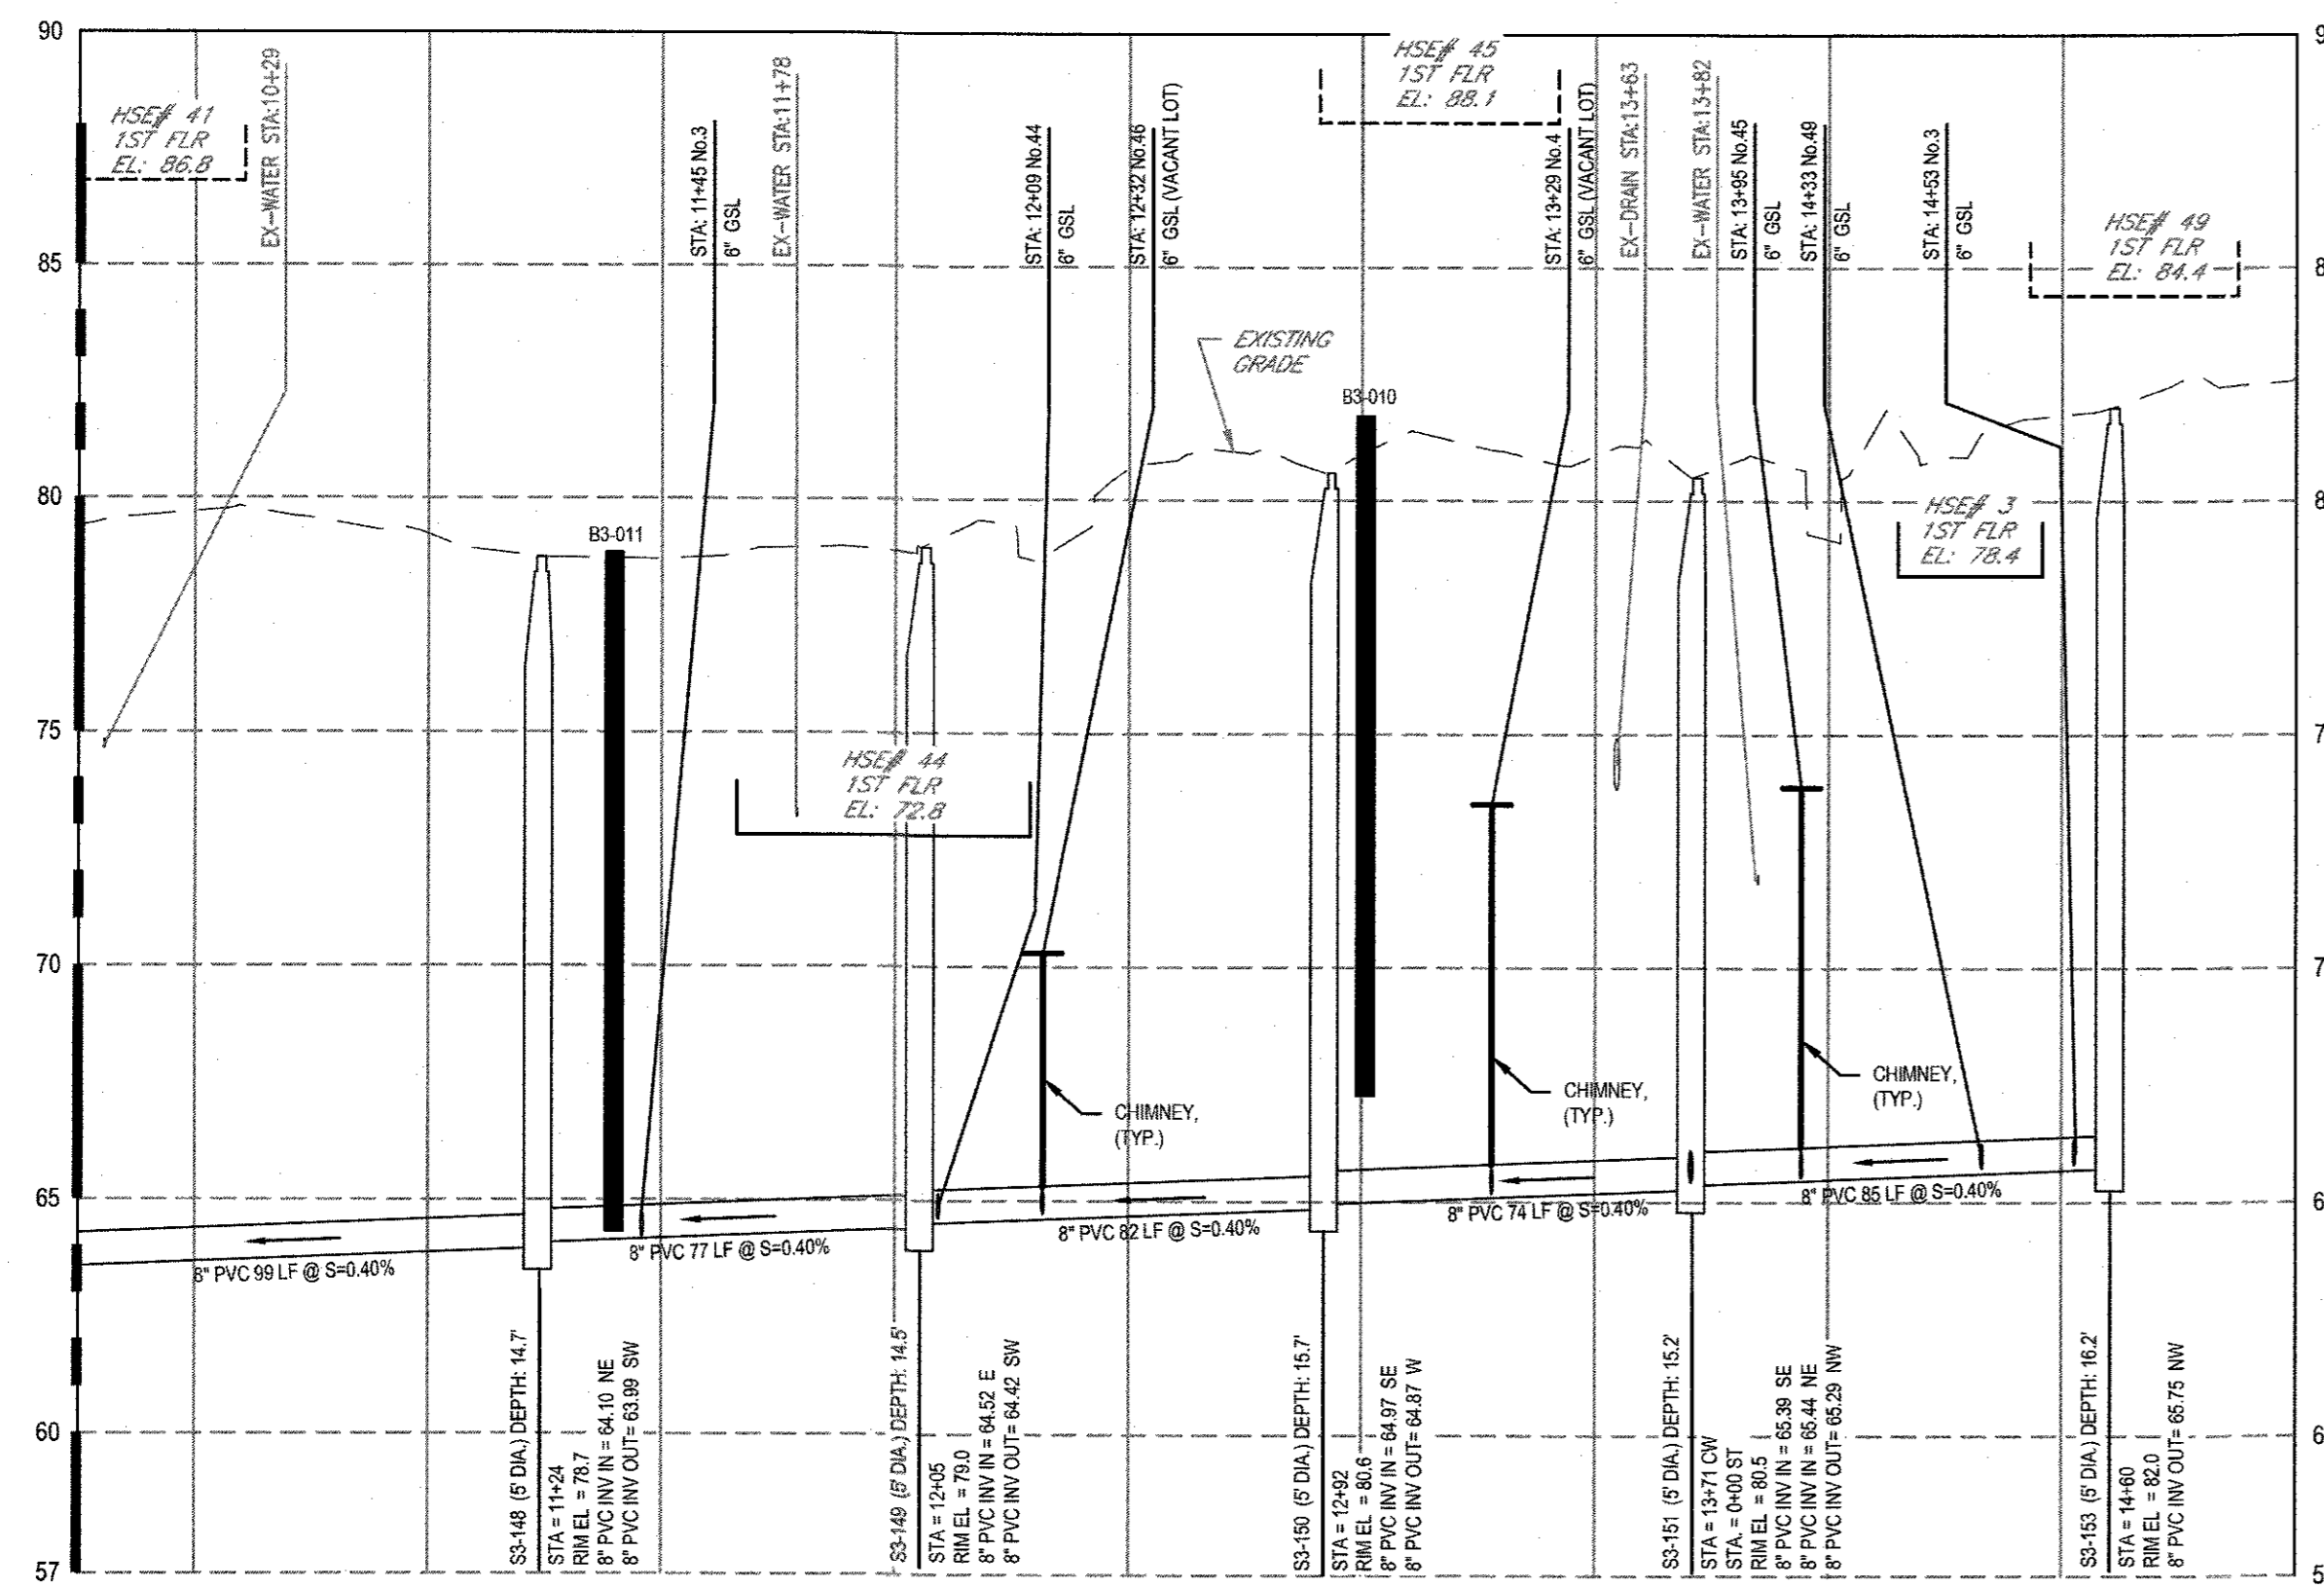 90
HSE# 41
1ST FLR
EL: 86.8
EX-WATER STA:10+29
STA: 11+45 No.3
6" GSL
EX-WATER STA:11+78
STA: 12+09 No.44
6" GSL
STA: 12+32 No.46
6" GSL (VACANT LOT)
HSE# 45
1ST FLR
EL: 88.1
STA: 13+29 No.4
6" GSL (VACANT LOT)
EX-DRAIN STA:13+63
EX-WATER STA:13+82
STA: 13+95 No.45
6" GSL
STA: 14+33 No.49
6" GSL
STA: 14+53 No.3
6" GSL
HSE# 49
1ST FLR
EL: 84.4
9
85
8
EXISTING
GRADE
B3-010
80
8
B3-011
HSE# 3
1ST FLR
EL: 78.4
75
7
HSE# 44
1ST FLR
EL: 72.8
70
7
CHIMNEY,
(TYP.)
CHIMNEY,
(TYP.)
CHIMNEY,
(TYP.)
65
6
8" PVC 99 LF @ S=0.40%
8" PVC 77 LF @ S=0.40%
8" PVC 82 LF @ S=0.40%
8" PVC 74 LF @ S=0.40%
8" PVC 85 LF @ S=0.40%
60
6
S3-148 (5' DIA.) DEPTH: 14.7'
STA = 11+24
RIM EL = 78.7
8" PVC INV IN = 64.10 NE
8" PVC INV OUT= 63.99 SW
S3-149 (5' DIA.) DEPTH: 14.5'
STA = 12+05
RIM EL = 79.0
8" PVC INV IN = 64.52 E
8" PVC INV OUT= 64.42 SW
S3-150 (5' DIA.) DEPTH: 15.7'
STA = 12+92
RIM EL = 80.6
8" PVC INV IN = 64.97 SE
8" PVC INV OUT= 64.87 W
S3-151 (5' DIA.) DEPTH: 15.2'
STA = 13+71 CW
STA. = 0+00 ST
RIM EL = 80.5
8" PVC INV IN = 65.39 SE
8" PVC INV IN = 65.44 NE
8" PVC INV OUT= 65.29 NW
S3-153 (5' DIA.) DEPTH: 16.2'
STA = 14+60
RIM EL = 82.0
8" PVC INV OUT= 65.75 NW
57
5